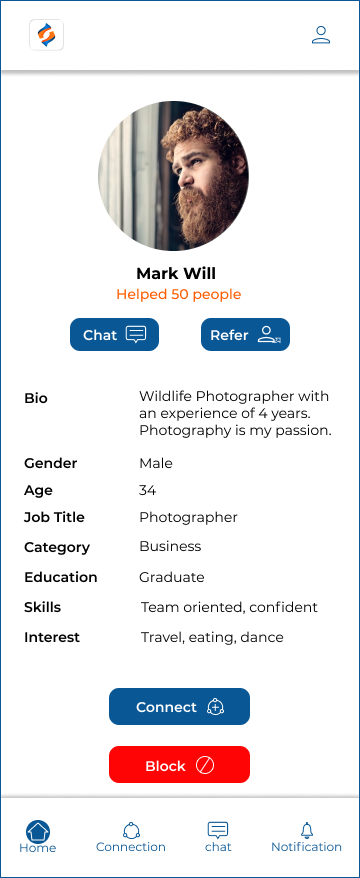 Mark Will
Helped 50 people
Chat
Refer
Bio
Wildlife Photographer with
an experience of 4 years.
Photography is my passion.
Gender
Male
Age
34
Job Title
Photographer
Category
Business
Education
Graduate
Skills
Team oriented, confident
Interest
Travel, eating, dance
Connect
Block
Home
Connection
chat
Notification